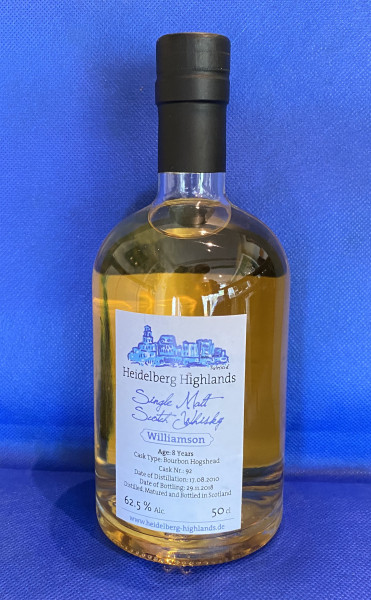 Heidelberg Highlands
Single Malt
Scotch Whisky
Williamson
Age: 8 Years
Cask Type: Bourbon Hogshead
Cask Nr.: 92
Date of Distillation: 17.08.2010
Date of Bottling: 29.11.2018
Distilled, Matured and Bottled in Scotland
62.5 % Alc
50 cl
www.heidelberg-highlands.de